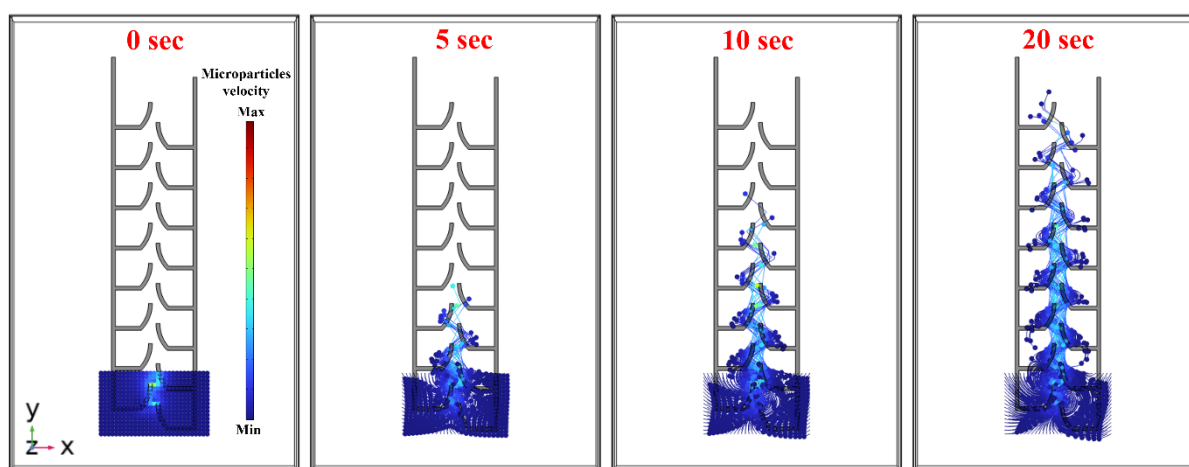 0 sec
5 sec
10 sec
20 sec
Microparticles
velocity
Max
Min
y
z
x